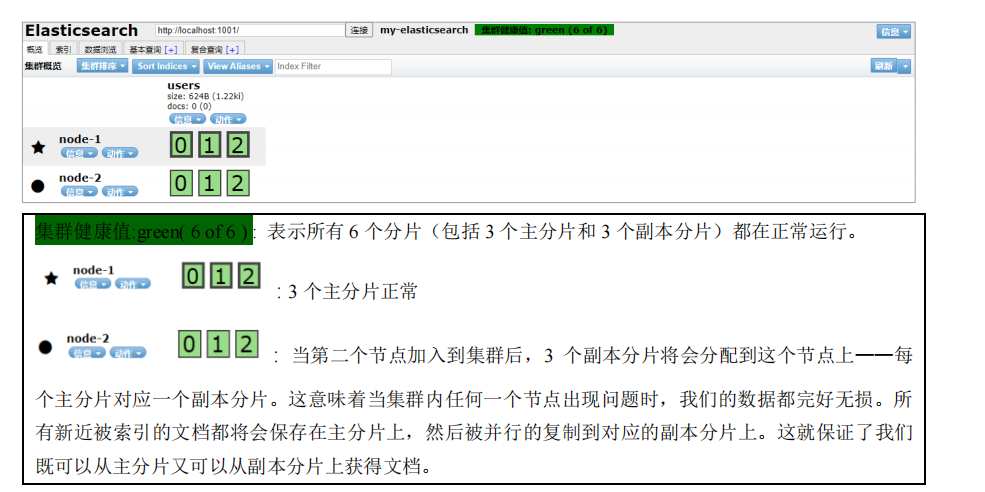 Elasticsearch http://localhost:1001/ 连接 my-elasticsearch 集群健康值: green (6 of 6) 信息
概览 索引 数据浏览 基本查询 [+] 复合查询 [+]
集群概览 集群排序 Sort Indices View Aliases Index Filter 刷新
users
size: 624B (1.22ki)
docs: 0 (0)
信息 动作
node-1
信息 动作 0 1 2
node-2
信息 动作 0 1 2
集群健康值:green( 6 of 6 ) : 表示所有 6 个分片（包括 3 个主分片和 3 个副本分片）都在正常运行。
node-1
信息 动作 0 1 2 : 3 个主分片正常
node-2
信息 动作 0 1 2 : 当第二个节点加入到集群后，3 个副本分片将会分配到这个节点上——每
个主分片对应一个副本分片。这意味着当集群内任何一个节点出现问题时，我们的数据都完好无损。所
有新近被索引的文档都将会保存在主分片上，然后被并行的复制到对应的副本分片上。这就保证了我们
既可以从主分片又可以从副本分片上获得文档。